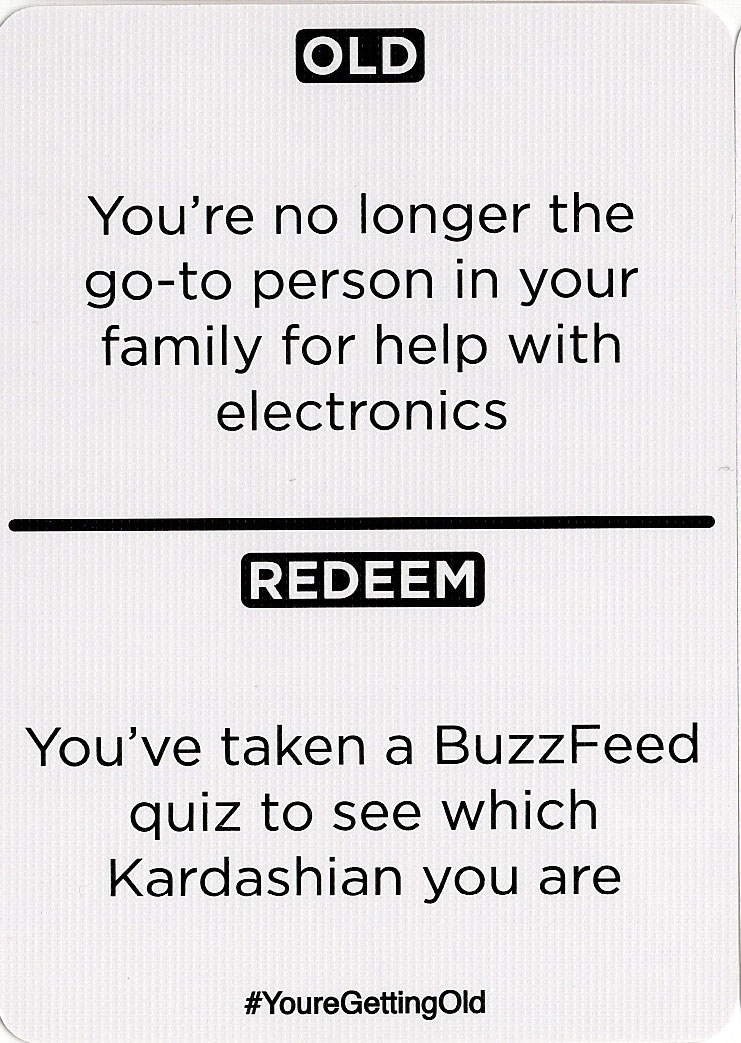 OLD
You're no longer the
go-to person in your
family for help with
electronics
REDEEM
You've taken a BuzzFeed
quiz to see which
Kardashian you are
#YoureGettingOld